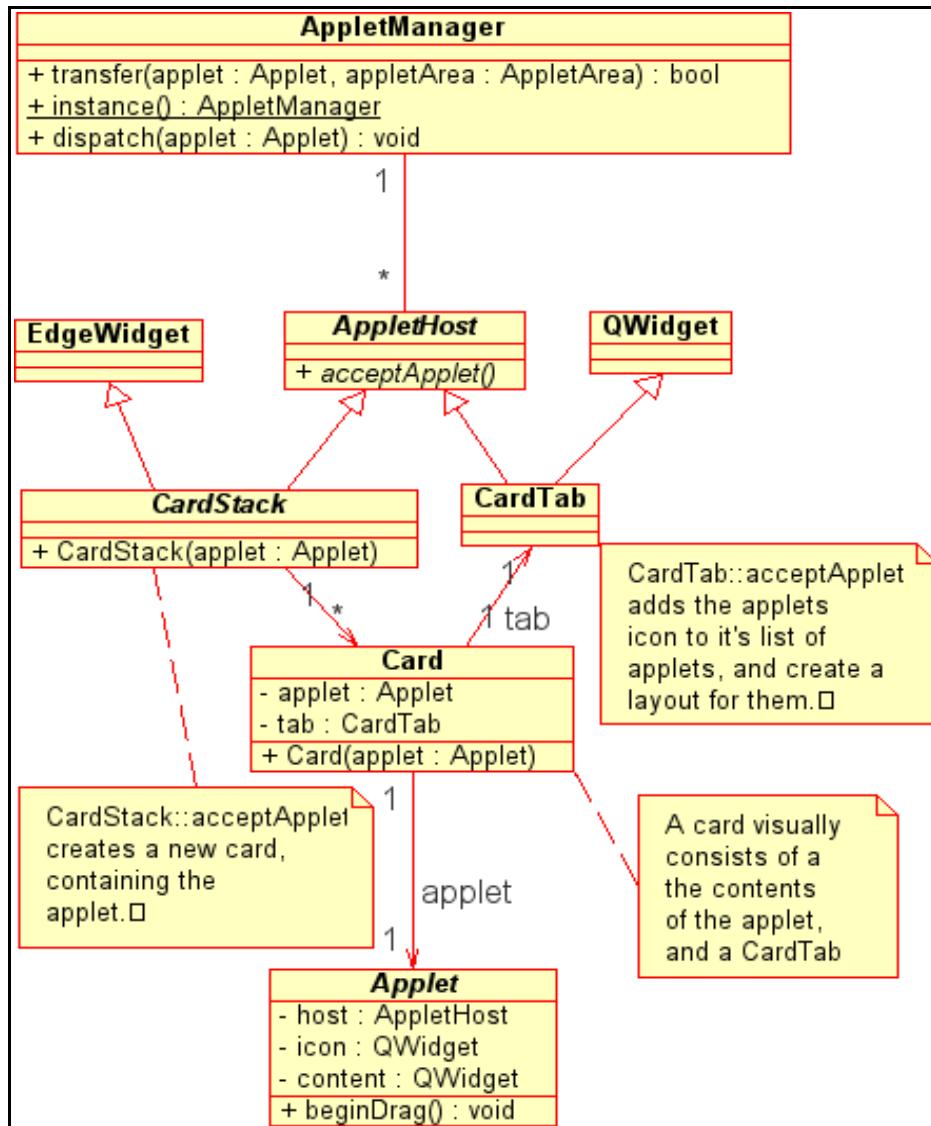 AppletManager
+ transfer(applet : Applet, appletArea : AppletArea) : bool
+ instance() : AppletManager
+ dispatch(applet : Applet) : void
1
*
EdgeWidget
AppletHost
+ acceptApplet()
QWidget
CardStack
+ CardStack(applet : Applet)
CardTab
1
*
1
1 tab
CardTab::acceptApplet
adds the applets
icon to it's list of
applets, and create a
layout for them.
Card
- applet : Applet
- tab : CardTab
+ Card(applet : Applet)
1
applet
1
CardStack::acceptApplet
creates a new card,
containing the
applet.
A card visually
consists of a
the contents
of the applet,
and a CardTab
Applet
- host : AppletHost
- icon : QWidget
- content : QWidget
+ beginDrag() : void